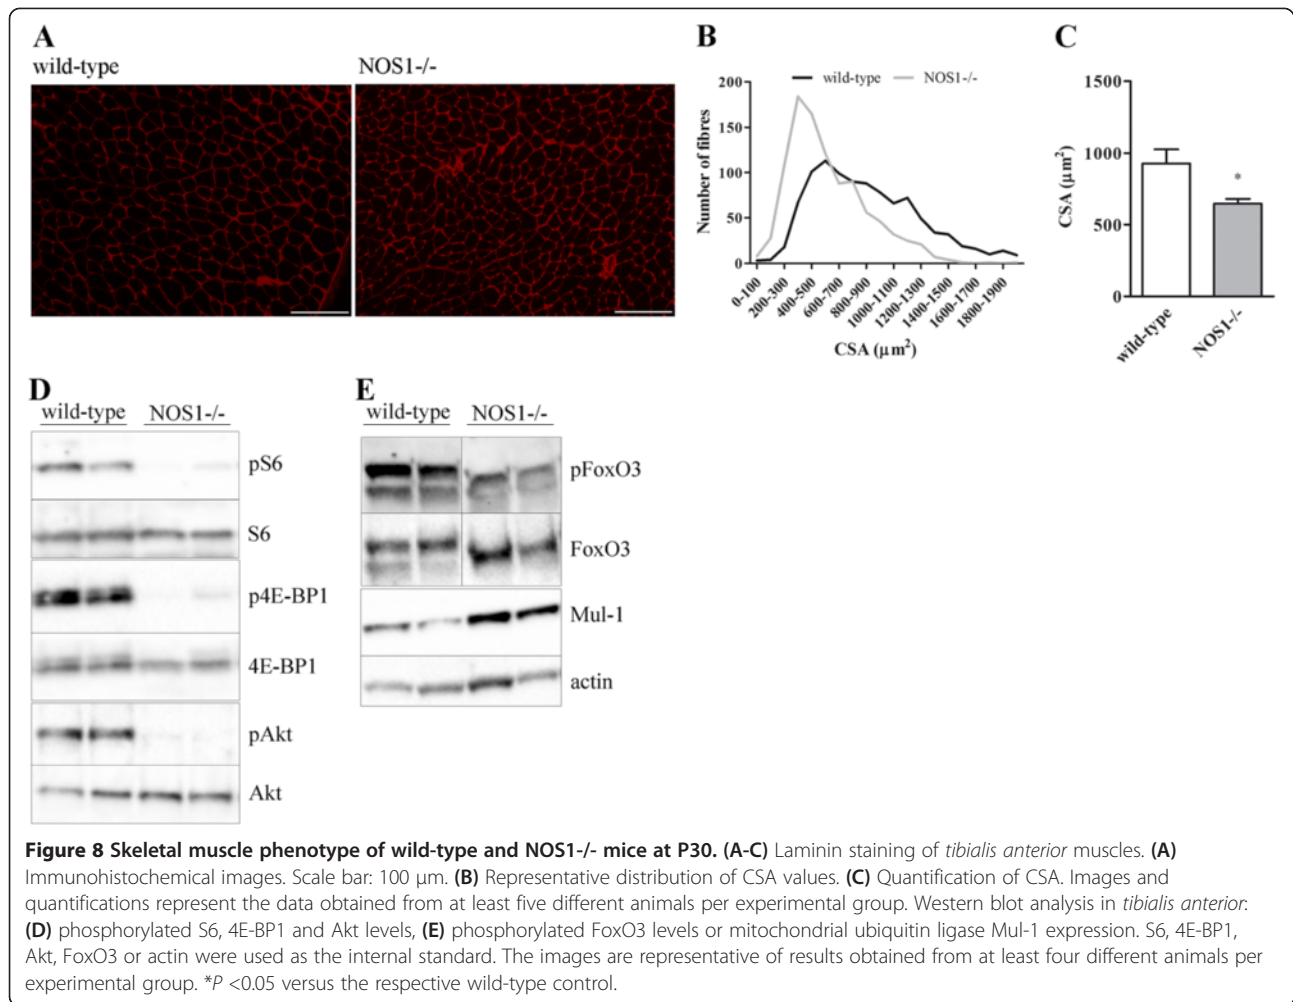 A
wild-type
NOS1-/-
B
wild-type
NOS1-/-
Number of fibres
200
150
100
50
0
0-100
200-300
400-500
600-700
800-900
1000-1100
1200-1300
1400-1500
1600-1700
1800-1900
CSA (μm²)
C
CSA (μm²)
1500
1000
500
0
*
wild-type
NOS1-/-
D
wild-type NOS1-/-
pS6
S6
p4E-BP1
4E-BP1
pAkt
Akt
E
wild-type NOS1-/-
pFoxO3
FoxO3
Mul-1
actin
Figure 8 Skeletal muscle phenotype of wild-type and NOS1-/- mice at P30. (A-C) Laminin staining of tibialis anterior muscles. (A)
Immunohistochemical images. Scale bar: 100 μm. (B) Representative distribution of CSA values. (C) Quantification of CSA. Images and
quantifications represent the data obtained from at least five different animals per experimental group. Western blot analysis in tibialis anterior:
(D) phosphorylated S6, 4E-BP1 and Akt levels, (E) phosphorylated FoxO3 levels or mitochondrial ubiquitin ligase Mul-1 expression. S6, 4E-BP1,
Akt, FoxO3 or actin were used as the internal standard. The images are representative of results obtained from at least four different animals per
experimental group. *P <0.05 versus the respective wild-type control.